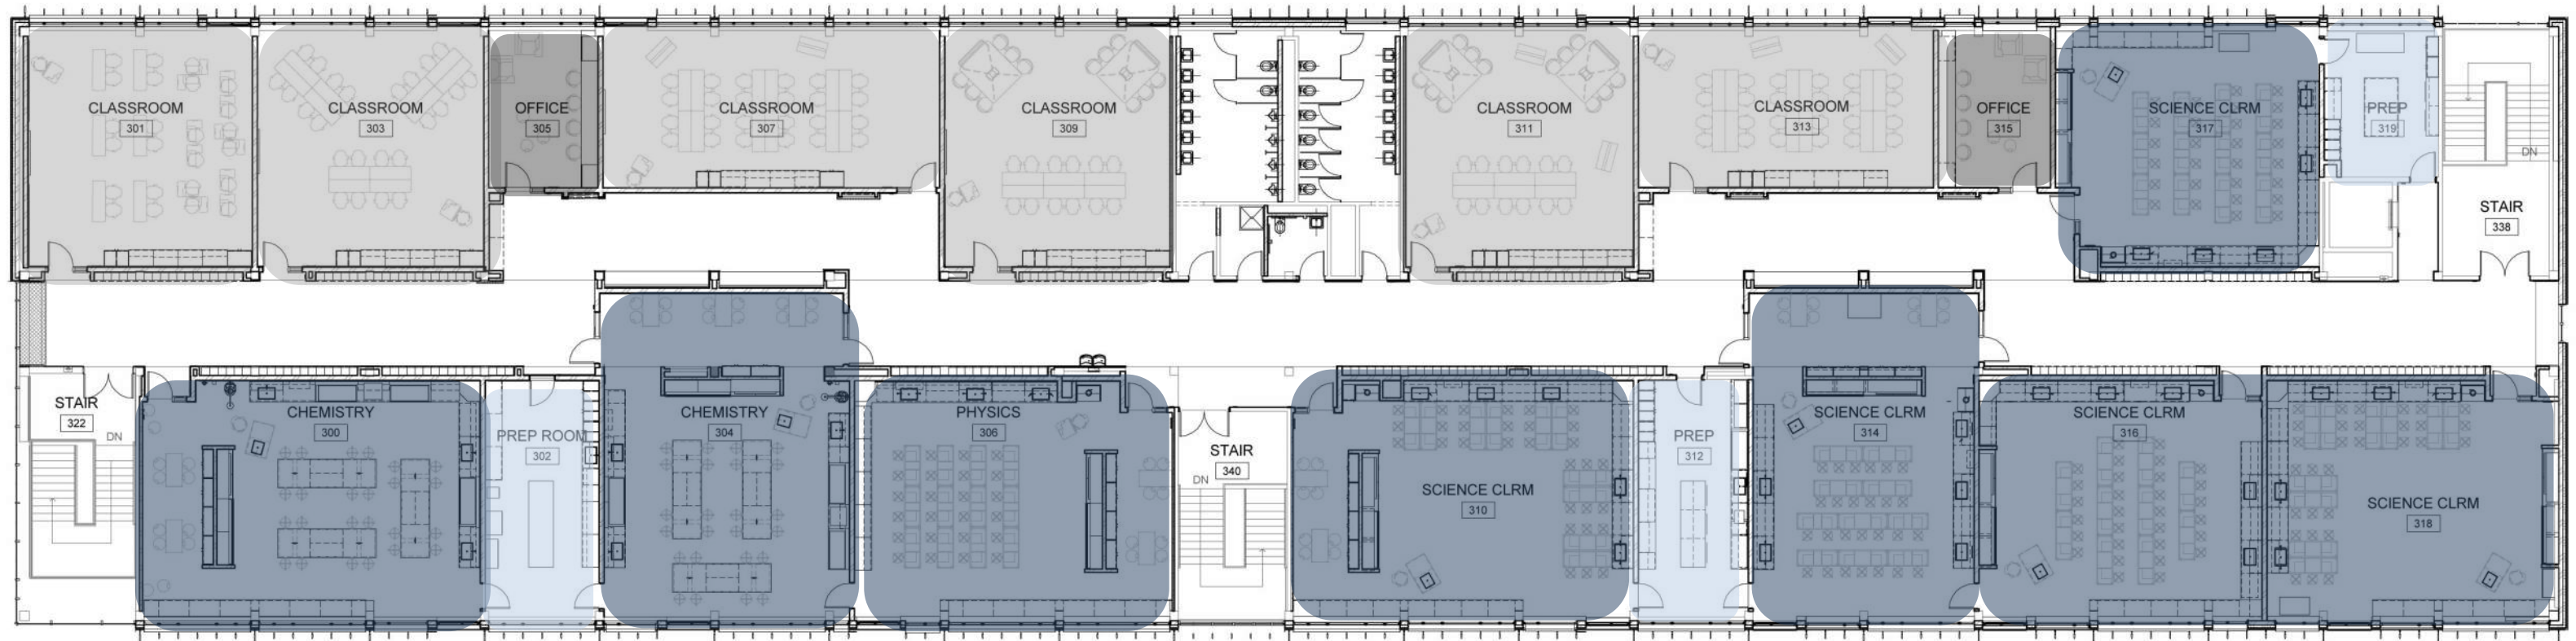 CLASSROOM
301
CLASSROOM
303
OFFICE
305
CLASSROOM
307
CLASSROOM
309
CLASSROOM
311
CLASSROOM
313
OFFICE
315
SCIENCE CLRM
317
PREP
319
DN
STAIR
338
STAIR
322
DN
CHEMISTRY
300
PREP ROOM
302
CHEMISTRY
304
PHYSICS
306
STAIR
340
DN
SCIENCE CLRM
310
PREP
312
SCIENCE CLRM
314
SCIENCE CLRM
316
SCIENCE CLRM
318